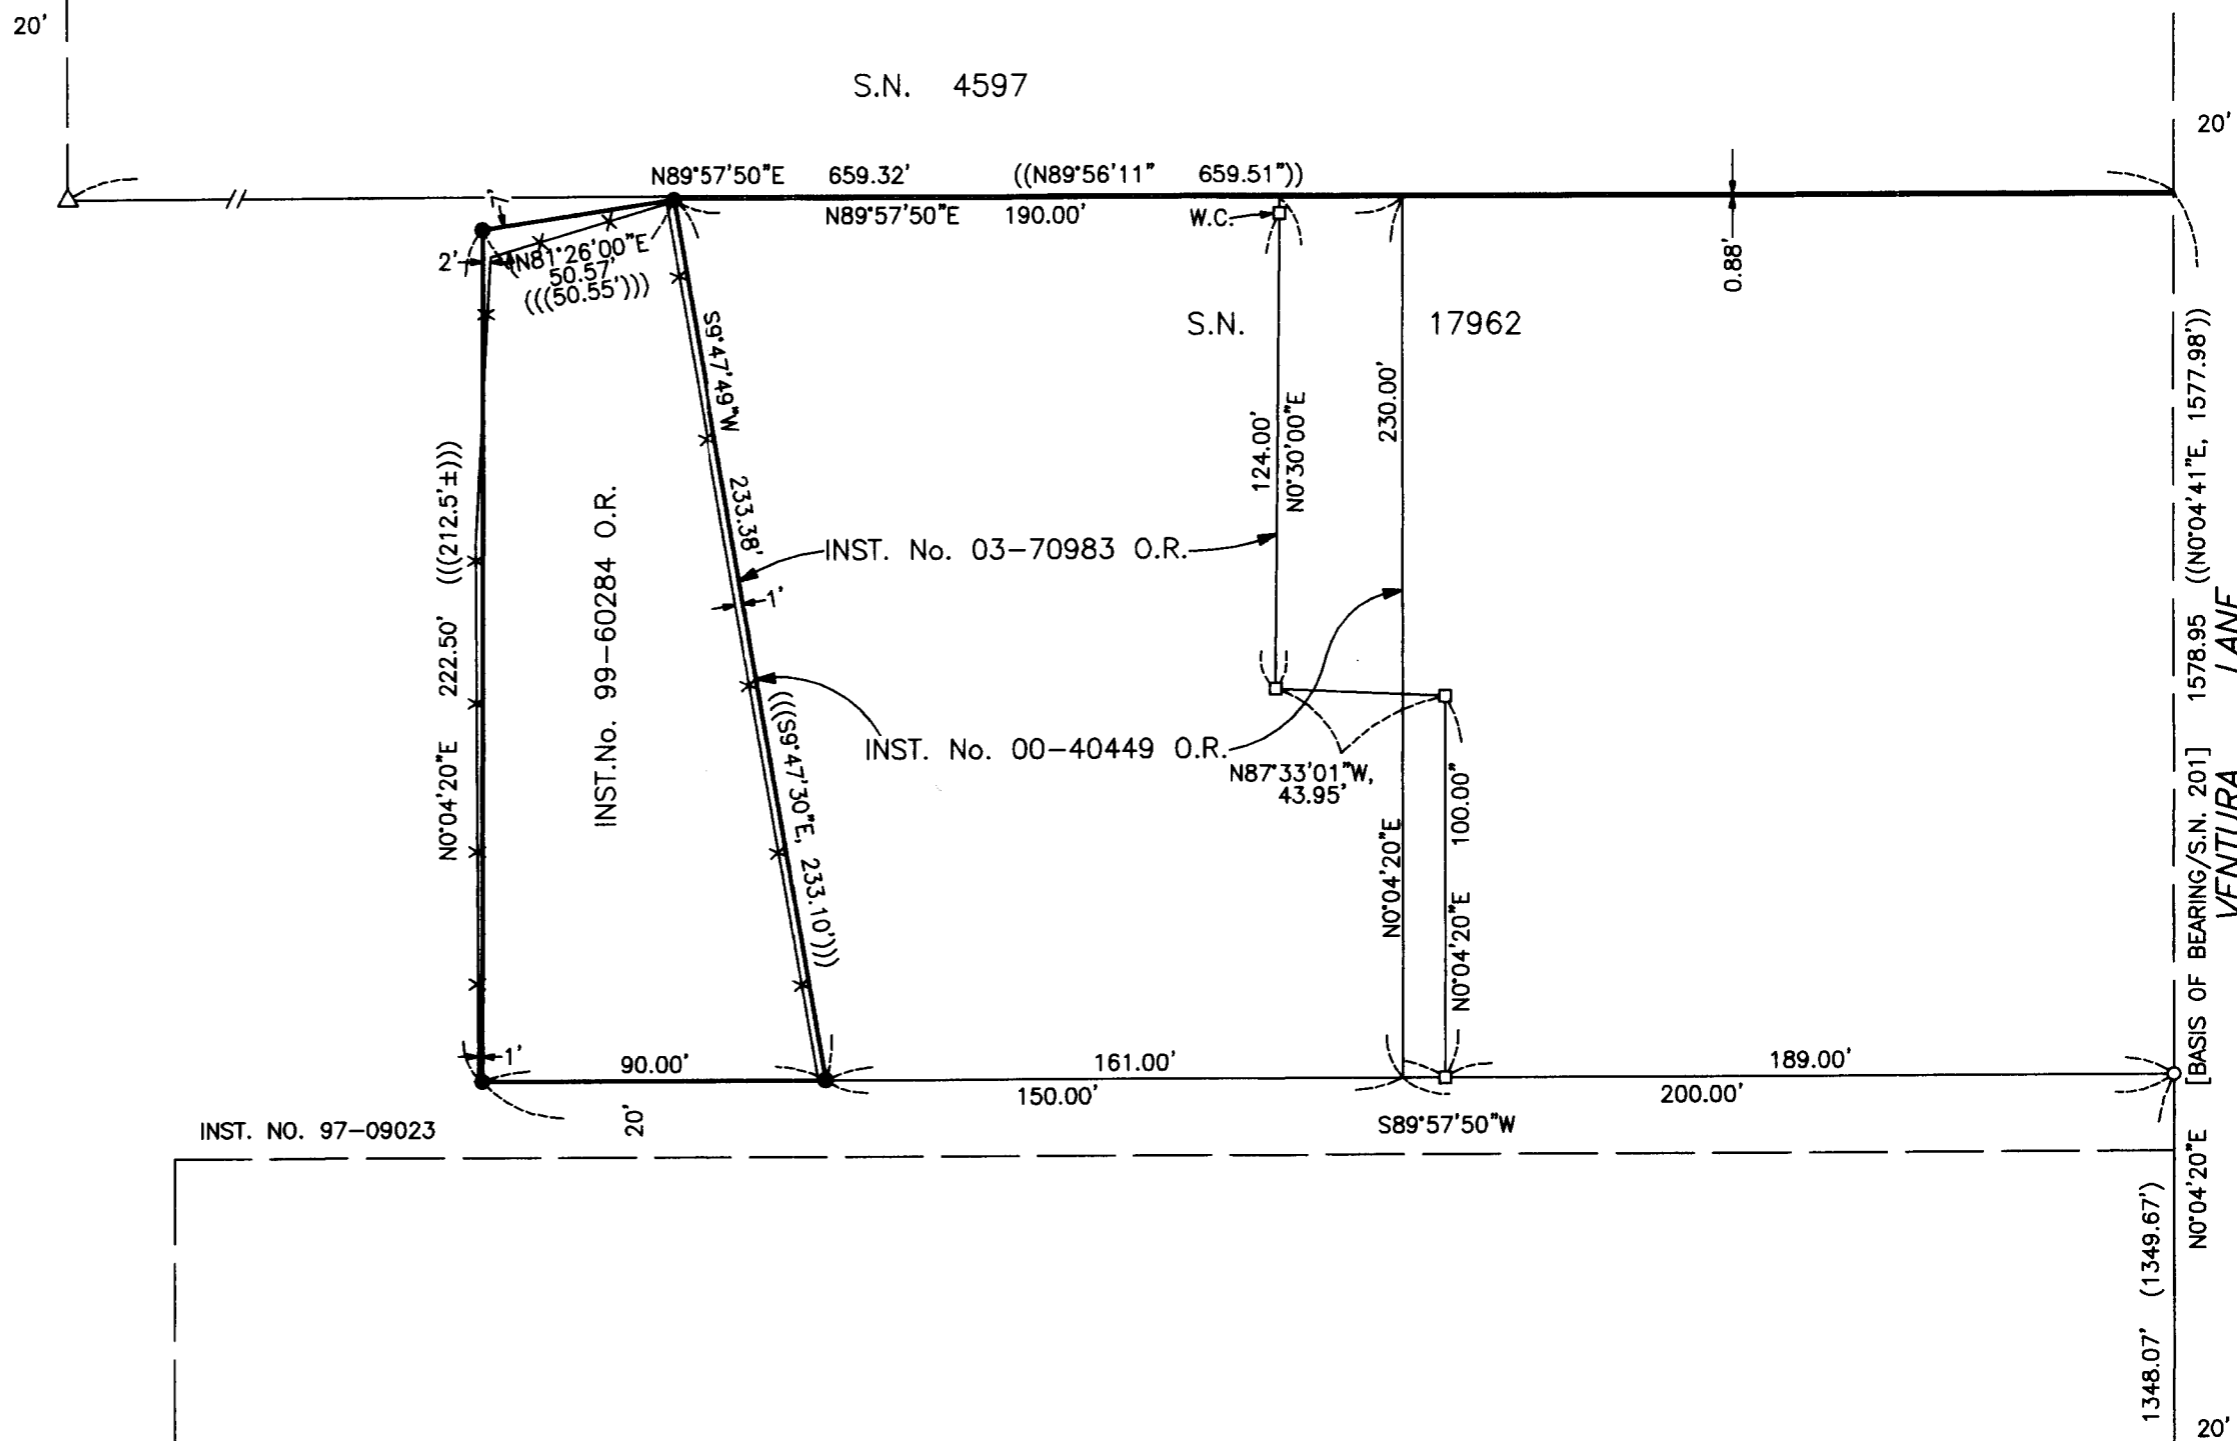 20'
S.N. 4597
20'
N89°57'50"E 659.32' ((N89°56'11" 659.51"))
N89°57'50"E 190.00'
W.C.
7'
2'
(N81°26'00"E
50.57'
(((50.55')))
0.88'
S.N. 17962
S9°47'49"W 233.38'
(((212.5'±)))
N0°04'20"E 222.50'
INST.No. 99-60284 O.R.
124.00'
N0°30'00"E
230.00'
N0°04'20"E
INST. No. 03-70983 O.R.
1'
INST. No. 00-40449 O.R.
((((S9°47'30"E, 233.10')))
N87°33'01"W,
43.95'
N0°04'20"E 100.00"
[BASIS OF BEARING/S.N. 201] 1578.95 ((N0°04'41"E, 1577.98'))
VENTURA LANE
1'
90.00'
161.00'
189.00'
150.00'
200.00'
20'
S89°57'50"W
INST. NO. 97-09023
N0°04'20"E
1348.07' (1349.67')
20'